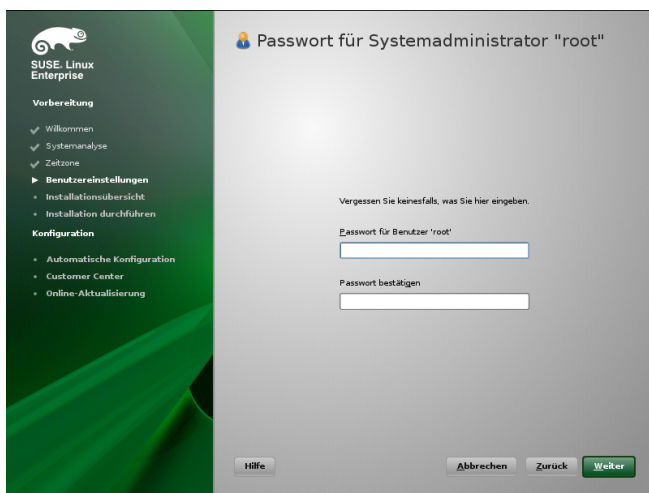 SUSE. Linux
Enterprise
Vorbereitung
Willkommen
Systemanalyse
Zeitzone
Benutzereinstellungen
Installationsübersicht
Installation durchführen
Konfiguration
Automatische Konfiguration
Customer Center
Online-Aktualisierung
Passwort für Systemadministrator "root"
Vergessen Sie keinesfalls, was Sie hier eingeben.
Passwort für Benutzer 'root'
Passwort bestätigen
Hilfe
Abbrechen
Zurück
Weiter